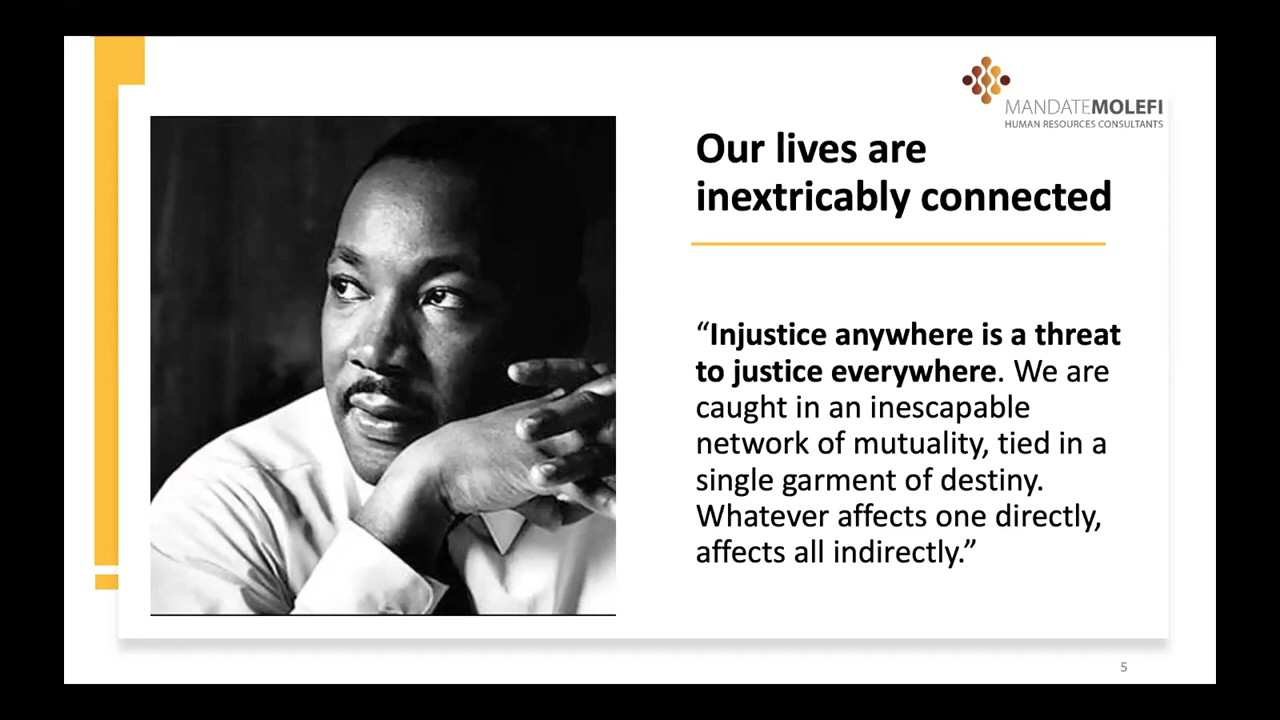 MANDATEMOLEFI
HUMAN RESOURCES CONSULTANTS
Our lives are
inextricably connected
“Injustice anywhere is a threat
to justice everywhere. We are
caught in an inescapable
network of mutuality, tied in a
single garment of destiny.
Whatever affects one directly,
affects all indirectly.”
5